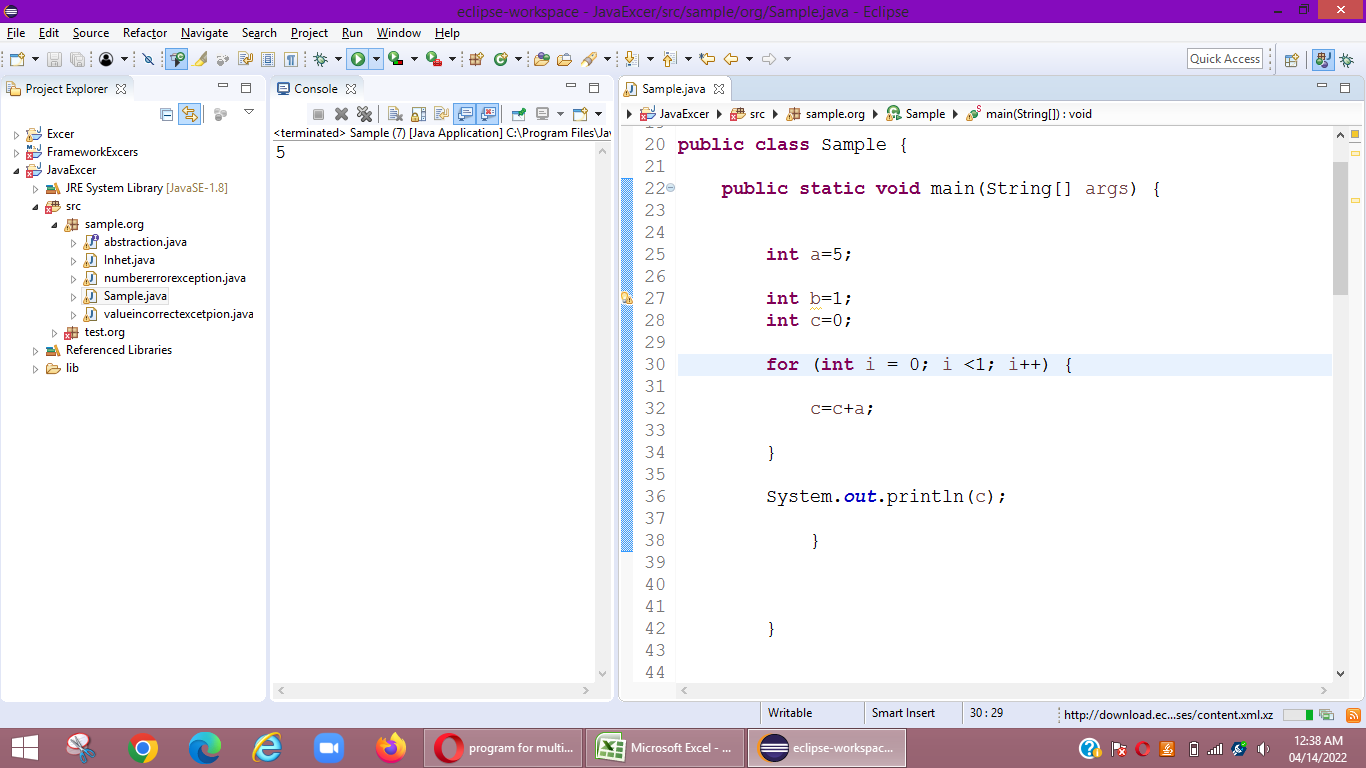 eclipse-workspace - JavaExcer/src/sample/org/Sample.java - Eclipse
File Edit Source Refactor Navigate Search Project Run Window Help
Quick Access
Project Explorer
Excer
FrameworkExcers
JavaExcer
JRE System Library [JavaSE-1.8]
src
sample.org
abstraction.java
Inhet.java
numbererrorexception.java
Sample.java
valueincorrectexcetpion.java
test.org
Referenced Libraries
lib
Console
<terminated> Sample (7) [Java Application] C:\Program Files\Jav
5
Sample.java
JavaExcer src sample.org Sample main(String[]) : void
20 public class Sample {
21
22 public static void main(String[] args) {
23
24
25 int a=5;
26
27 int b=1;
28 int c=0;
29
30 for (int i = 0; i <1; i++) {
31
32 c=c+a;
33
34 }
35
36 System.out.println(c);
37
38 }
39
40
41
42 }
43
44
Writable Smart Insert 30 : 29 http://download.ec...ses/content.xml.xz
program for multi... Microsoft Excel - ... eclipse-workspac...
12:38 AM
04/14/2022